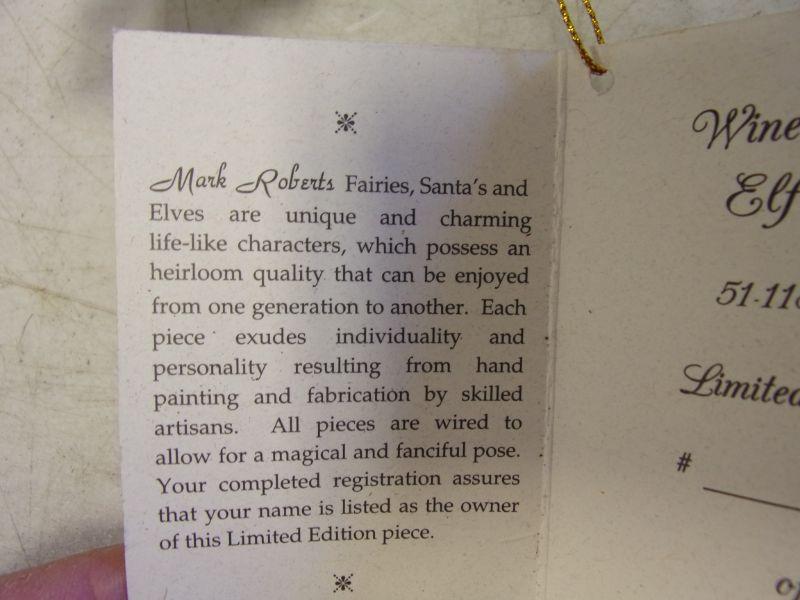 Mark Roberts Fairies, Santa's and
Elves are unique and charming
life-like characters, which possess an
heirloom quality that can be enjoyed
from one generation to another. Each
piece exudes individuality and
personality resulting from hand
painting and fabrication by skilled
artisans. All pieces are wired to
allow for a magical and fanciful pose.
Your completed registration assures
that your name is listed as the owner
of this Limited Edition piece.
Wine
Elf
51-11
Limited
#